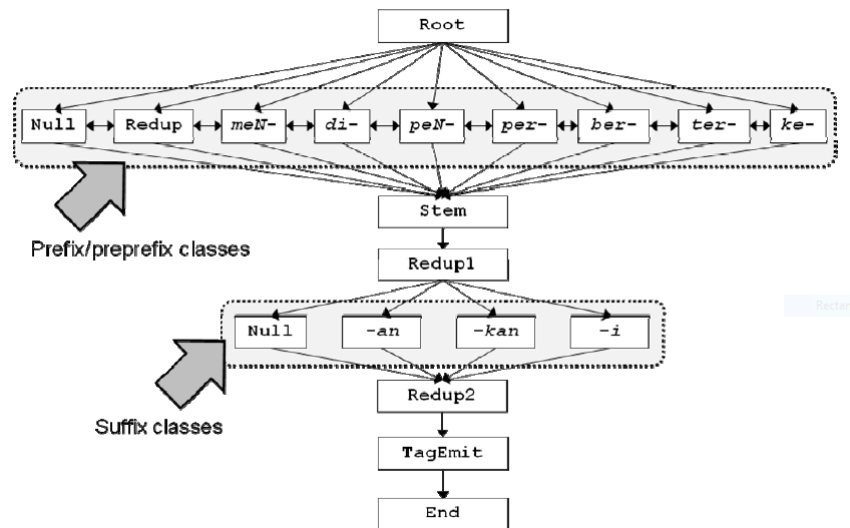 Root
Null Redup meN- di- peN- per- ber- ter- ke-
Stem
Prefix/preprefix classes
Redup1
Null -an -kan -i
Redup2
Suffix classes
TagEmit
End